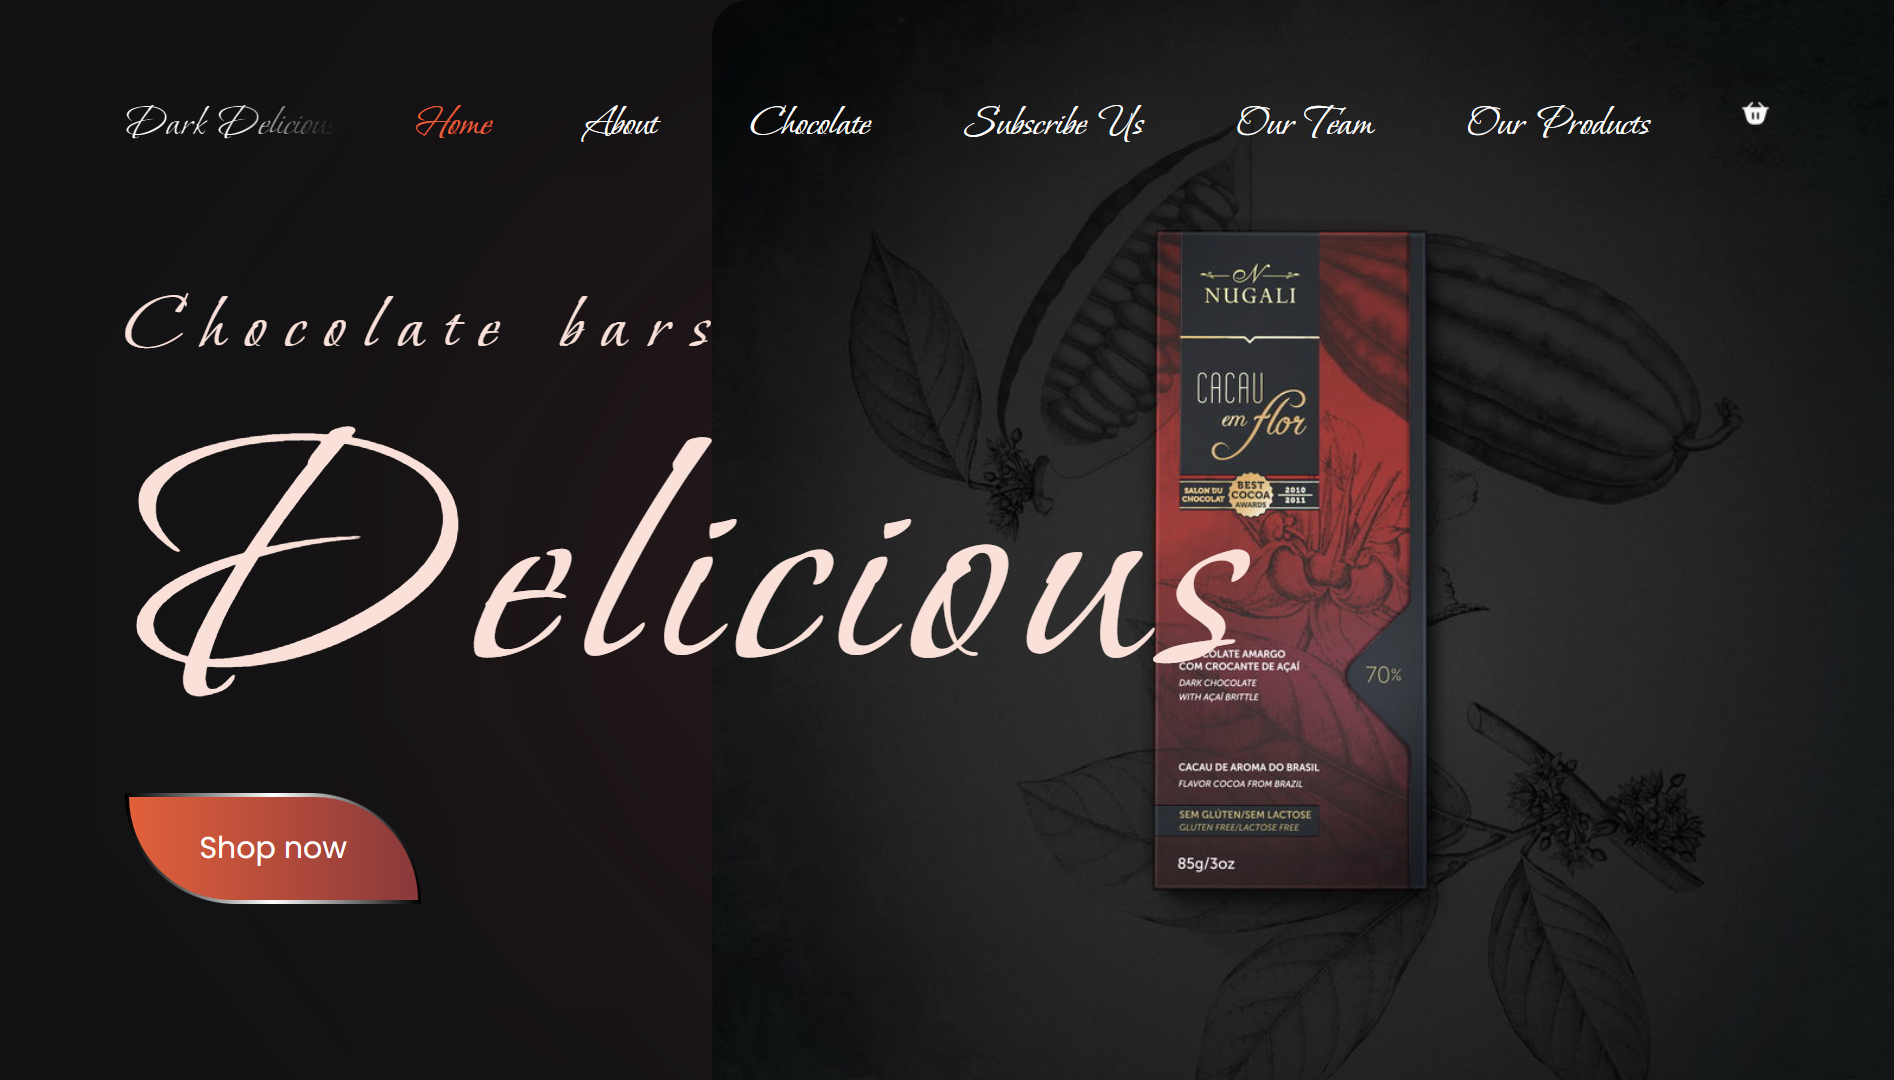 Dark Delicious
Home
About
Chocolate
Subscribe Us
Our Team
Our Products
Chocolate bars
Delicious
Shop now
N
NUGALI
CACAU
em flor
SALON DU
CHOCOLAT
BEST
COCOA
AWARDS
2010
2011
COM CROCANTE DE AÇAÍ
AMARGO
DARK CHOCOLATE
WITH AÇAÍ BRITTLE
70%
CACAU DE AROMA DO BRASIL
FLAVOR COCOA FROM BRAZIL
SEM GLÚTEN/SEM LACTOSE
GLUTEN FREE/LACTOSE FREE
85g/3oz